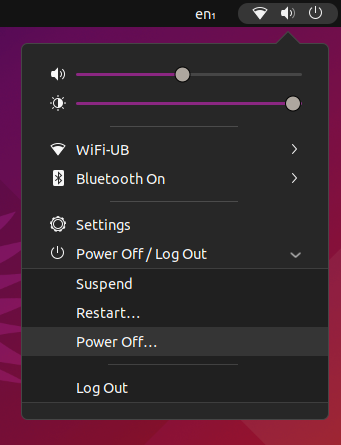 en₁
WiFi-UB
Bluetooth On
Settings
Power Off / Log Out
Suspend
Restart...
Power Off...
Log Out